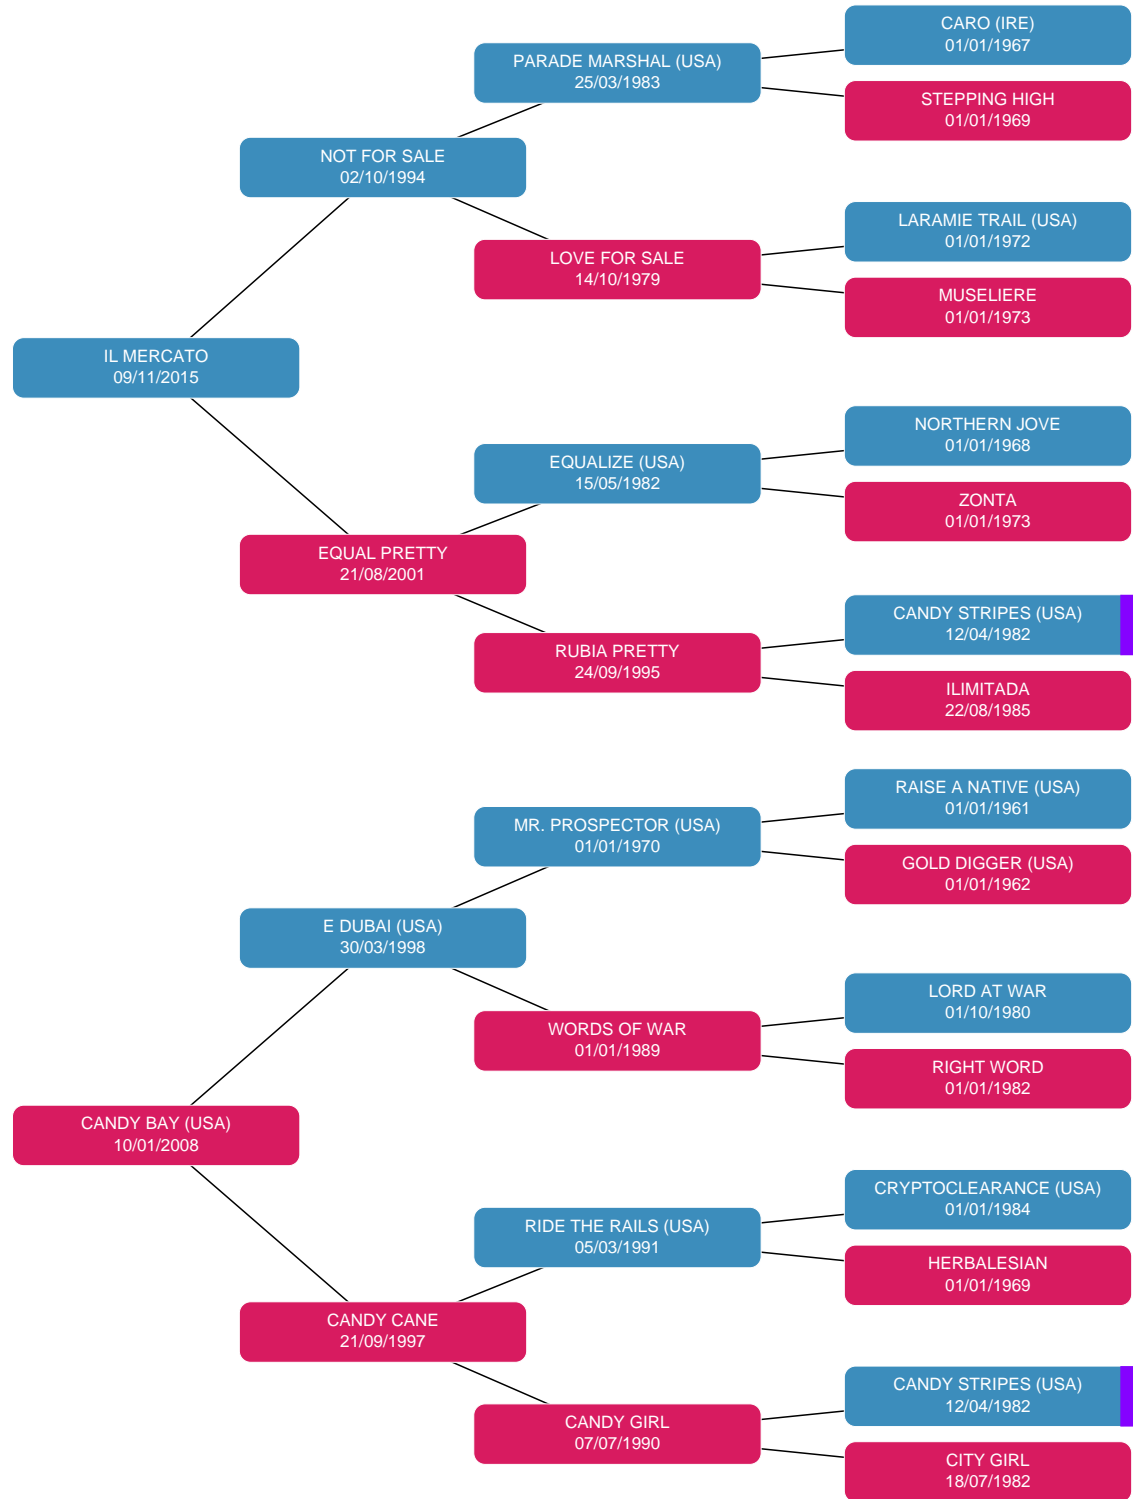 CARO (IRE)
01/01/1967
PARADE MARSHAL (USA)
25/03/1983
STEPPING HIGH
01/01/1969
NOT FOR SALE
02/10/1994
LARAMIE TRAIL (USA)
01/01/1972
LOVE FOR SALE
14/10/1979
MUSELIERE
01/01/1973
IL MERCATO
09/11/2015
NORTHERN JOVE
01/01/1968
EQUALIZE (USA)
15/05/1982
ZONTA
01/01/1973
EQUAL PRETTY
21/08/2001
CANDY STRIPES (USA)
12/04/1982
RUBIA PRETTY
24/09/1995
ILIMITADA
22/08/1985
RAISE A NATIVE (USA)
01/01/1961
MR. PROSPECTOR (USA)
01/01/1970
GOLD DIGGER (USA)
01/01/1962
E DUBAI (USA)
30/03/1998
LORD AT WAR
01/10/1980
WORDS OF WAR
01/01/1989
RIGHT WORD
01/01/1982
CANDY BAY (USA)
10/01/2008
CRYPTOCLEARANCE (USA)
01/01/1984
RIDE THE RAILS (USA)
05/03/1991
HERBALESIAN
01/01/1969
CANDY CANE
21/09/1997
CANDY STRIPES (USA)
12/04/1982
CANDY GIRL
07/07/1990
CITY GIRL
18/07/1982